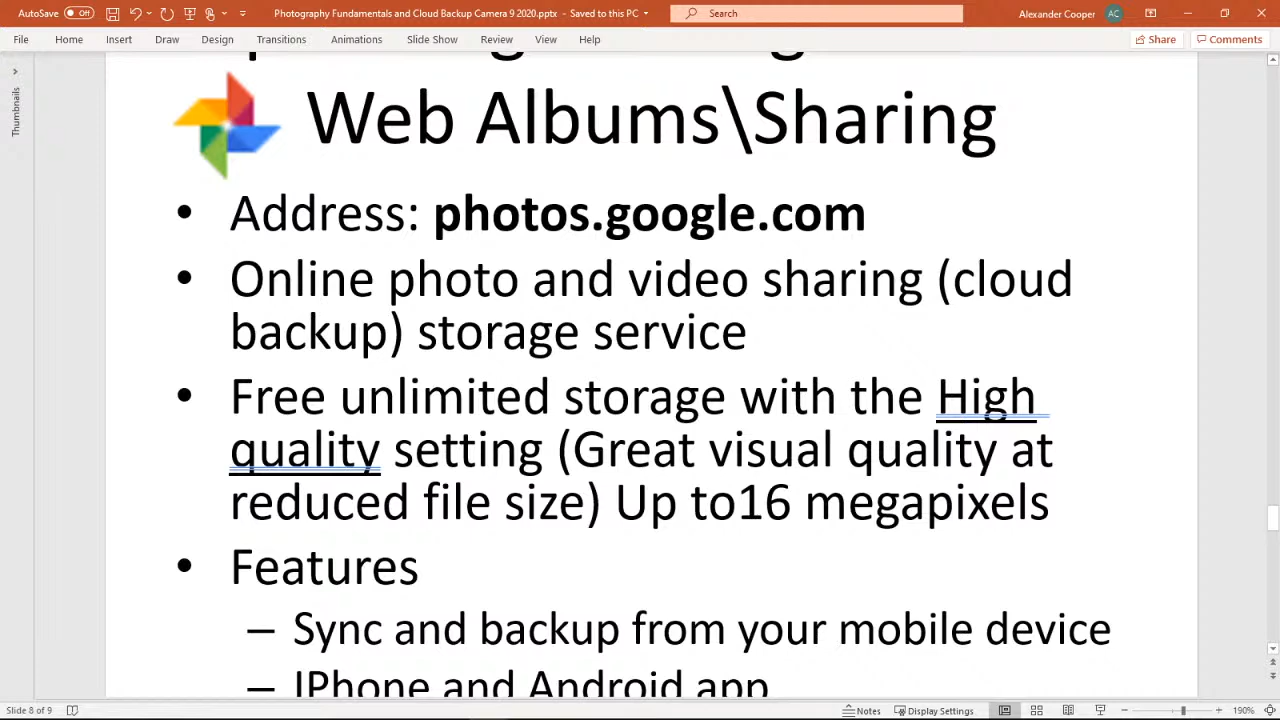 AutoSave Off Photography Fundamentals and Cloud Backup Camera 9 2020.pptx - Saved to this PC Search Alexander Cooper AC
File Home Insert Draw Design Transitions Animations Slide Show Review View Help Share Comments
Thumbnails
Web Albums\Sharing
• Address: photos.google.com
• Online photo and video sharing (cloud
backup) storage service
• Free unlimited storage with the High
quality setting (Great visual quality at
reduced file size) Up to16 megapixels
• Features
– Sync and backup from your mobile device
– IPhone and Android app
Slide 8 of 9 Notes Display Settings 190%